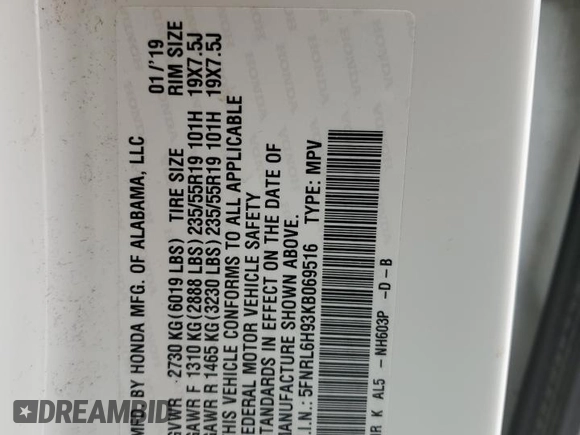 MFD BY HONDA MFG. OF ALABAMA, LLC 01/'19
GVWR 2730 KG(6019 LBS) TIRE SIZE RIM SIZE
GAWR F 1310 KG(2888 LBS)235/55R19 101H 19X7.5J
GAWR R 1465 KG(3230 LBS)235/55R19 101H 19X7.5J
THIS VEHICLE CONFORMS TO ALL APPLICABLE
FEDERAL MOTOR VEHICLE SAFETY
STANDARDS IN EFFECT ON THE DATE OF
MANUFACTURE SHOWN ABOVE.
V.I.N.: 5FNRL6H93KB069516 TYPE: MPV
R K AL5 - NH603P -D-B
HONDA HONDA HONDA
DREAMBID